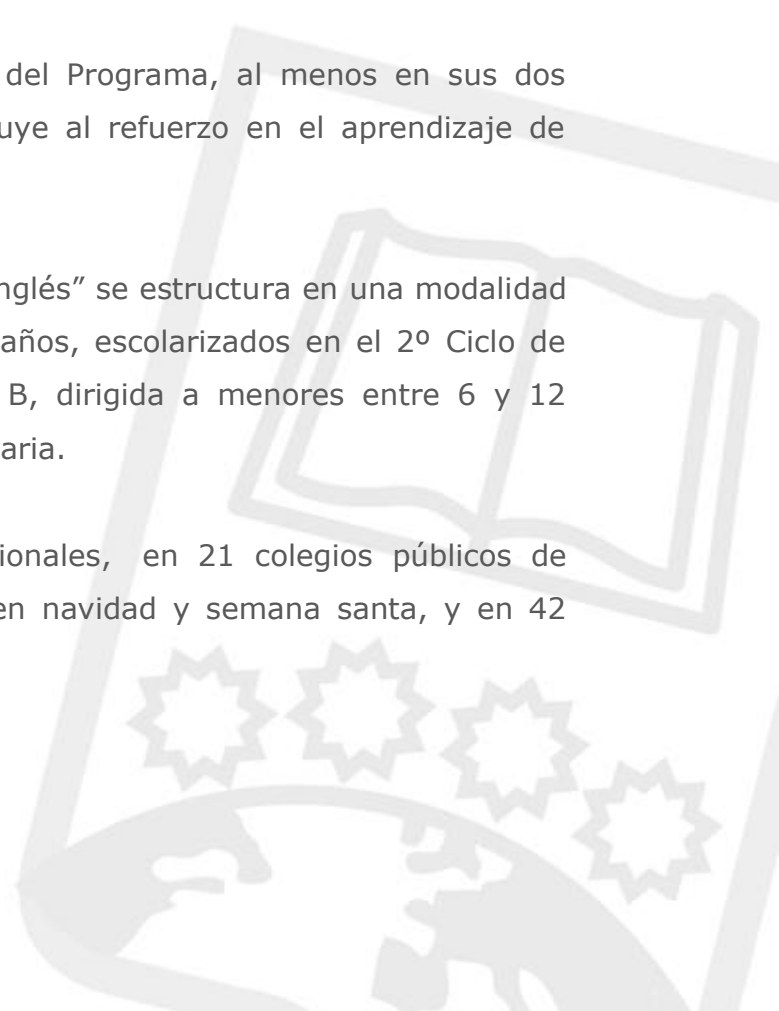 del Programa, al menos en sus dos
uye al refuerzo en el aprendizaje de
nglés” se estructura en una modalidad
años, escolarizados en el 2º Ciclo de
B, dirigida a menores entre 6 y 12
aria.
ionales, en 21 colegios públicos de
en navidad y semana santa, y en 42